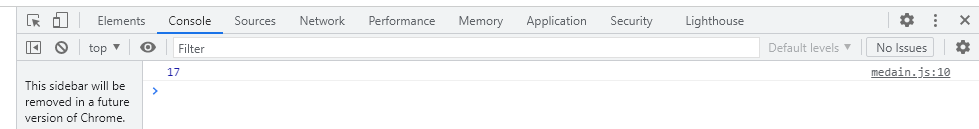 Elements Console Sources Network Performance Memory Application Security Lighthouse
top ▼ Filter Default levels ▼ No Issues
17 medain.js:10
This sidebar will be
removed in a future
version of Chrome.